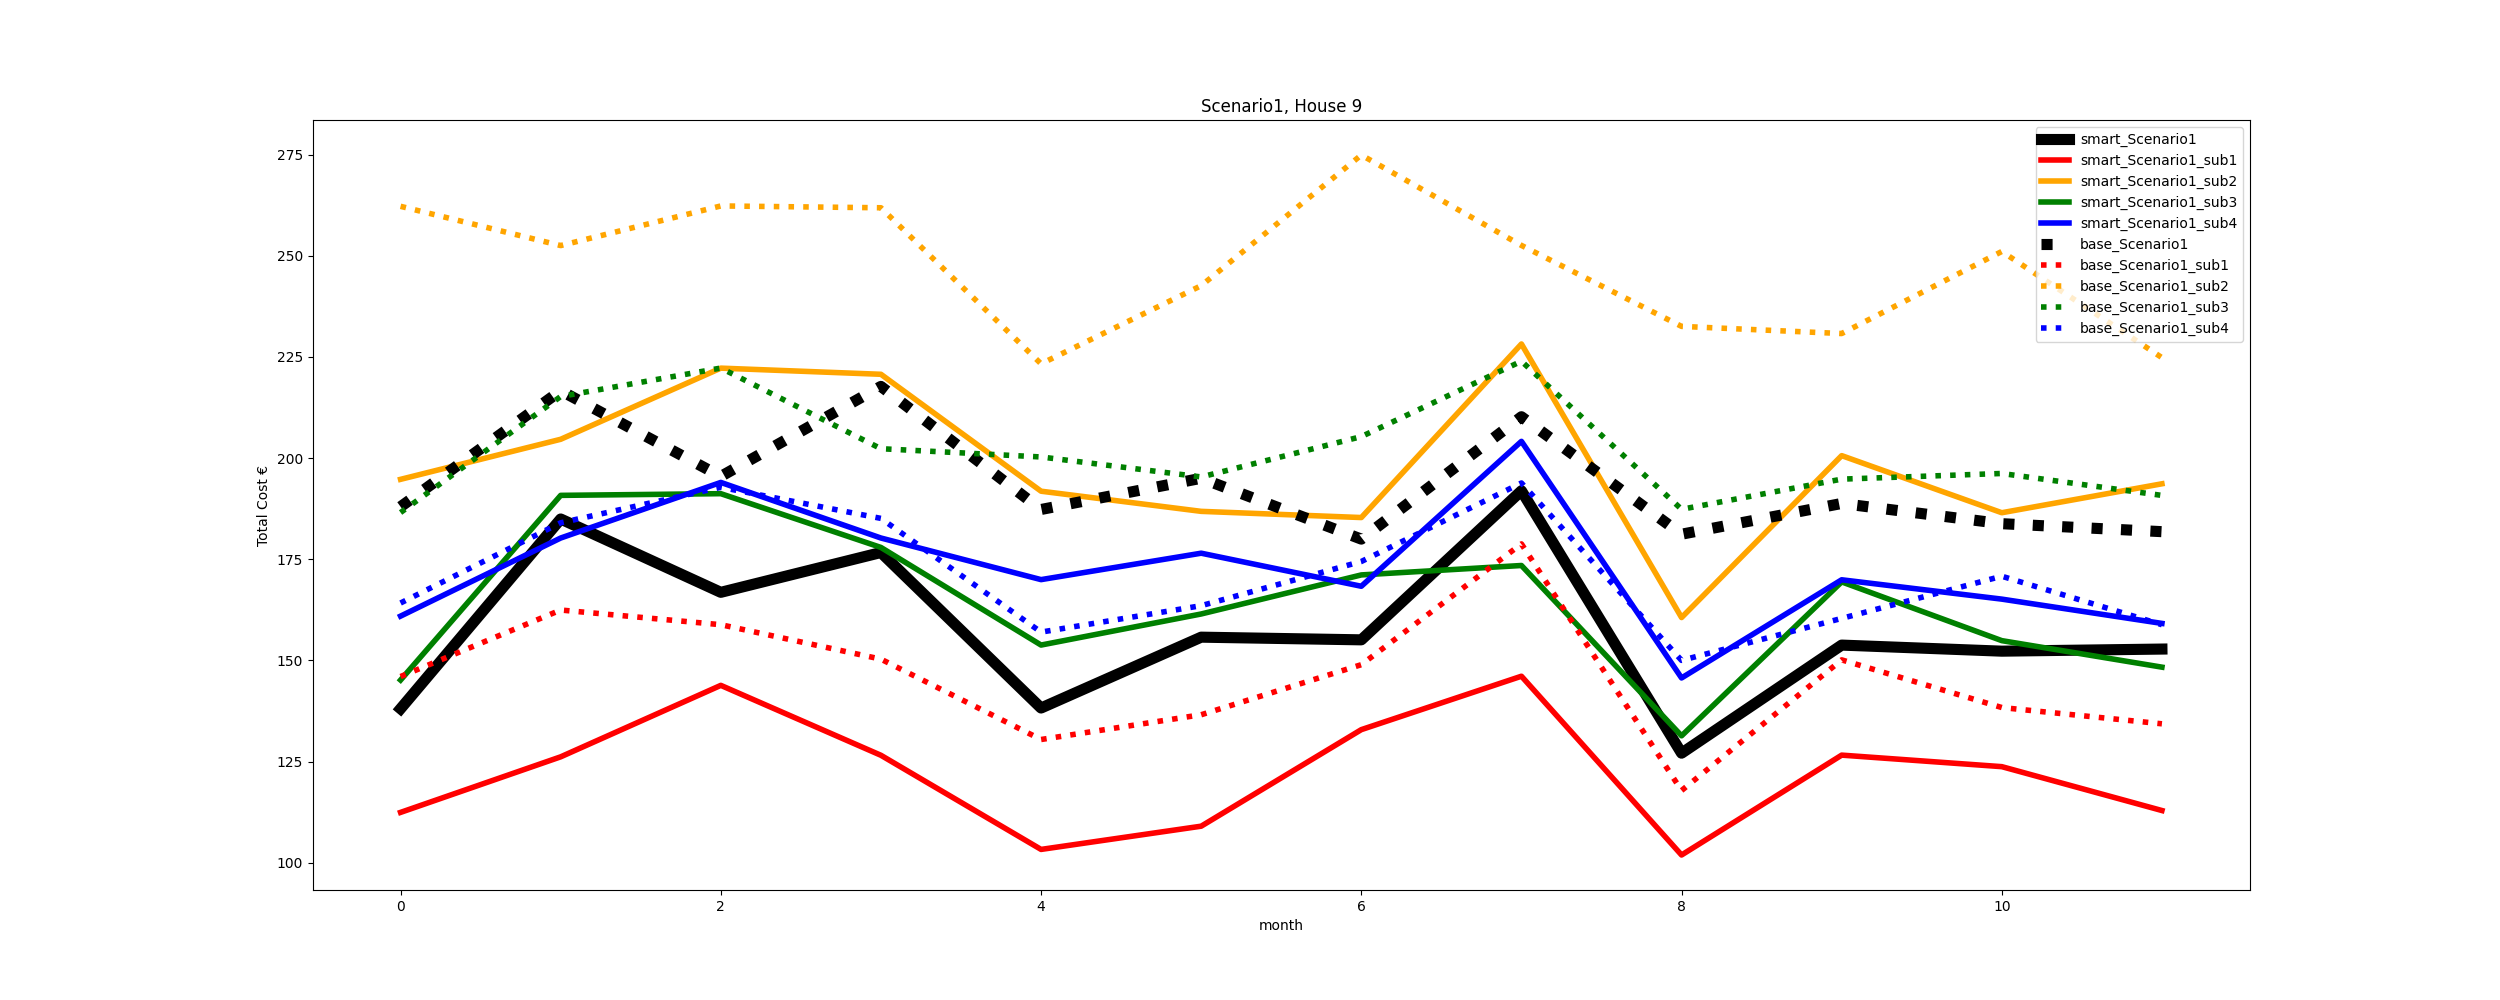 Scenario1, House 9
Total Cost €
275
250
225
200
175
150
125
100
0 2 4 6 8 10
month
smart_Scenario1
smart_Scenario1_sub1
smart_Scenario1_sub2
smart_Scenario1_sub3
smart_Scenario1_sub4
base_Scenario1
base_Scenario1_sub1
base_Scenario1_sub2
base_Scenario1_sub3
base_Scenario1_sub4